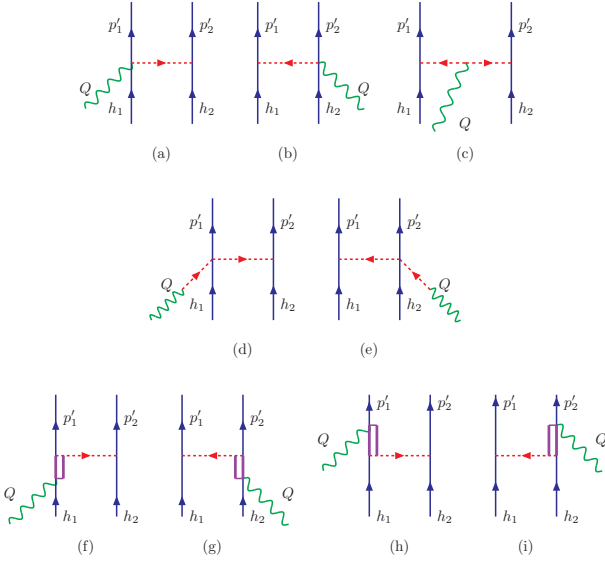 p′₁ p′₂ p′₁ p′₂ p′₁ p′₂
Q h₁ h₂ h₁ h₂ Q h₁ Q h₂
(a) (b) (c)
p′₁ p′₂ p′₁ p′₂
Q h₁ h₂ h₁ h₂ Q
(d) (e)
p′₁ p′₂ p′₁ p′₂ p′₁ p′₂ p′₁ p′₂
Q h₁ h₂ h₁ h₂ Q Q h₁ h₂ h₁ h₂ Q
(f) (g) (h) (i)